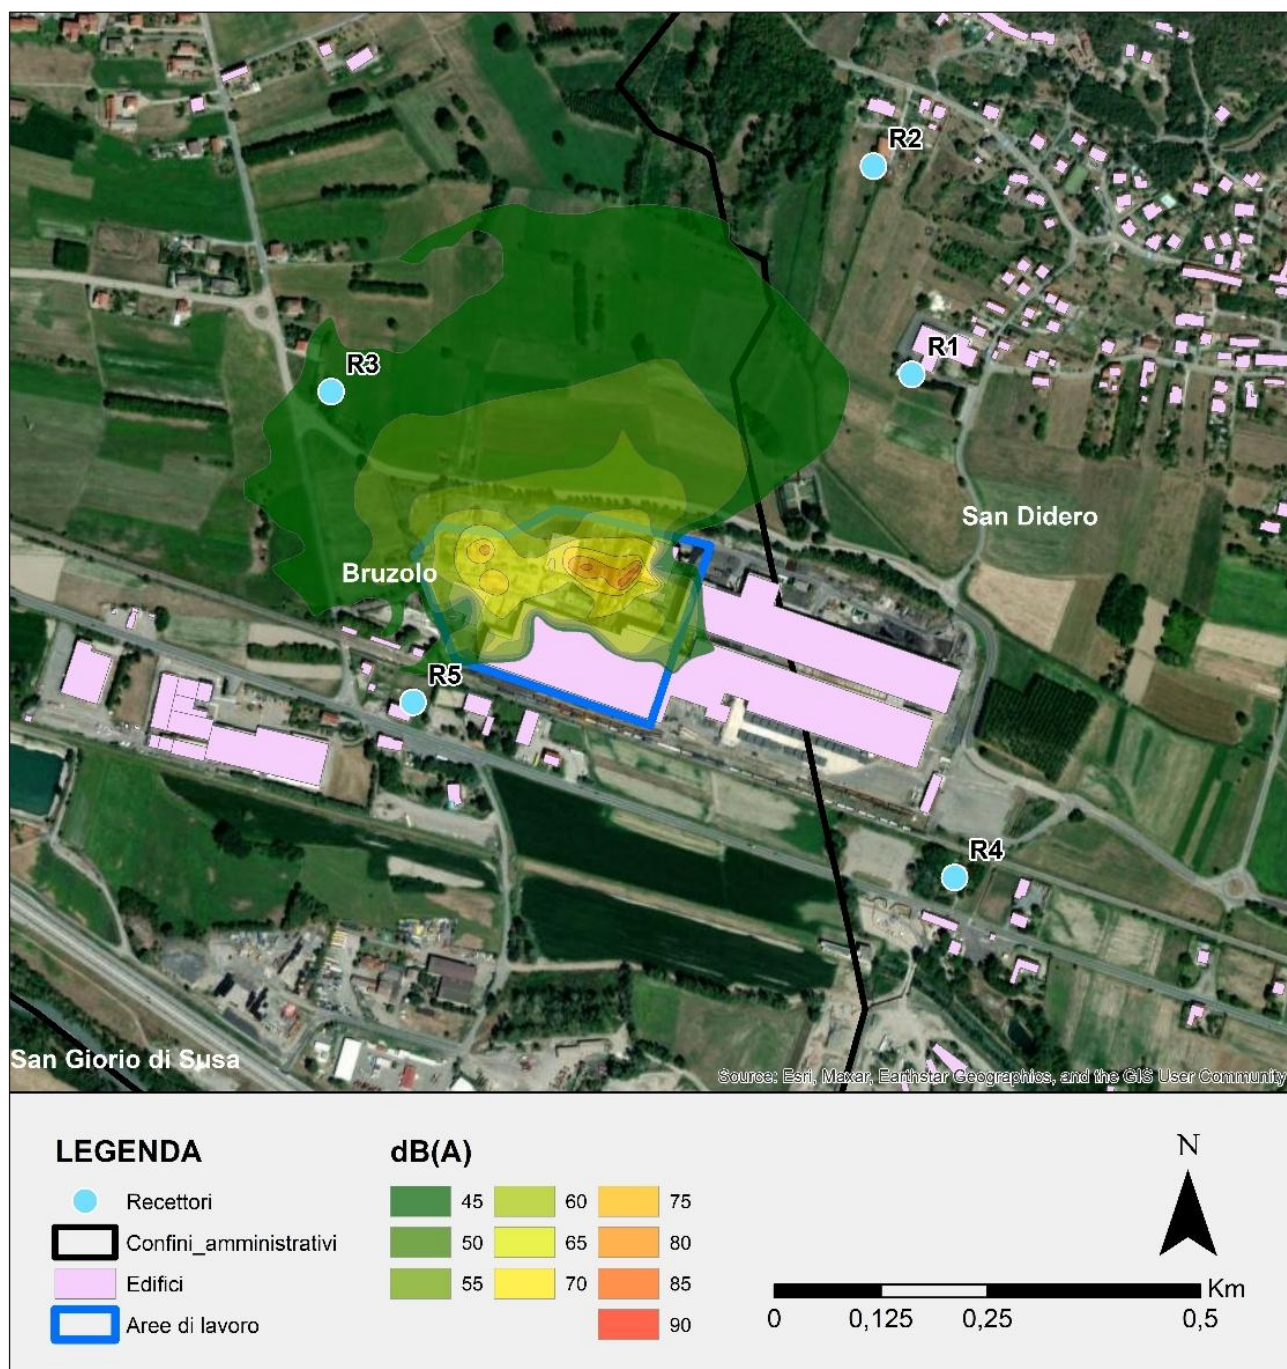 R2
R1
R3
San Didero
Bruzolo
R5
R4
San Giorio di Susa
Source: Esri, Maxar, Earthstar Geographics, and the GIS User Community
LEGENDA
Recettori
Confini_amministrativi
Edifici
Aree di lavoro
dB(A)
45 60 75
50 65 80
55 70 85
90
N
Km
0 0,125 0,25 0,5